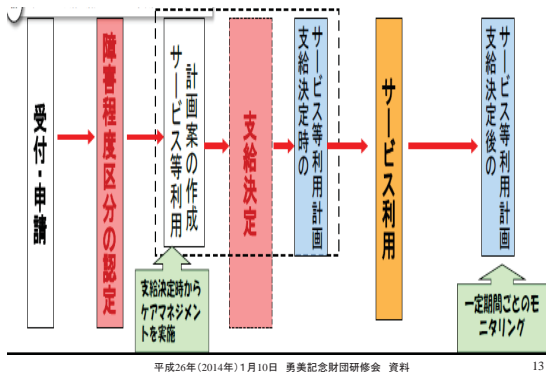 受付・申請
障害程度区分の認定
サービス等利用
計画案の作成
支給決定
支給決定時の
サービス等利用計画
サービス利用
支給決定後の
サービス等利用計画
支給決定時から
ケアマネジメン
トを実施
一定期間ごとのモ
ニタリング
平成26年(2014年)1月10日 勇美記念財団研修会 資料
13